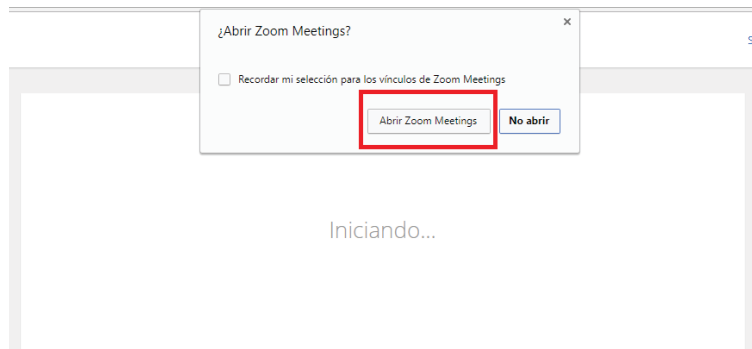 ¿Abrir Zoom Meetings?
×
Recordar mi selección para los vínculos de Zoom Meetings
Abrir Zoom Meetings
No abrir
Iniciando...